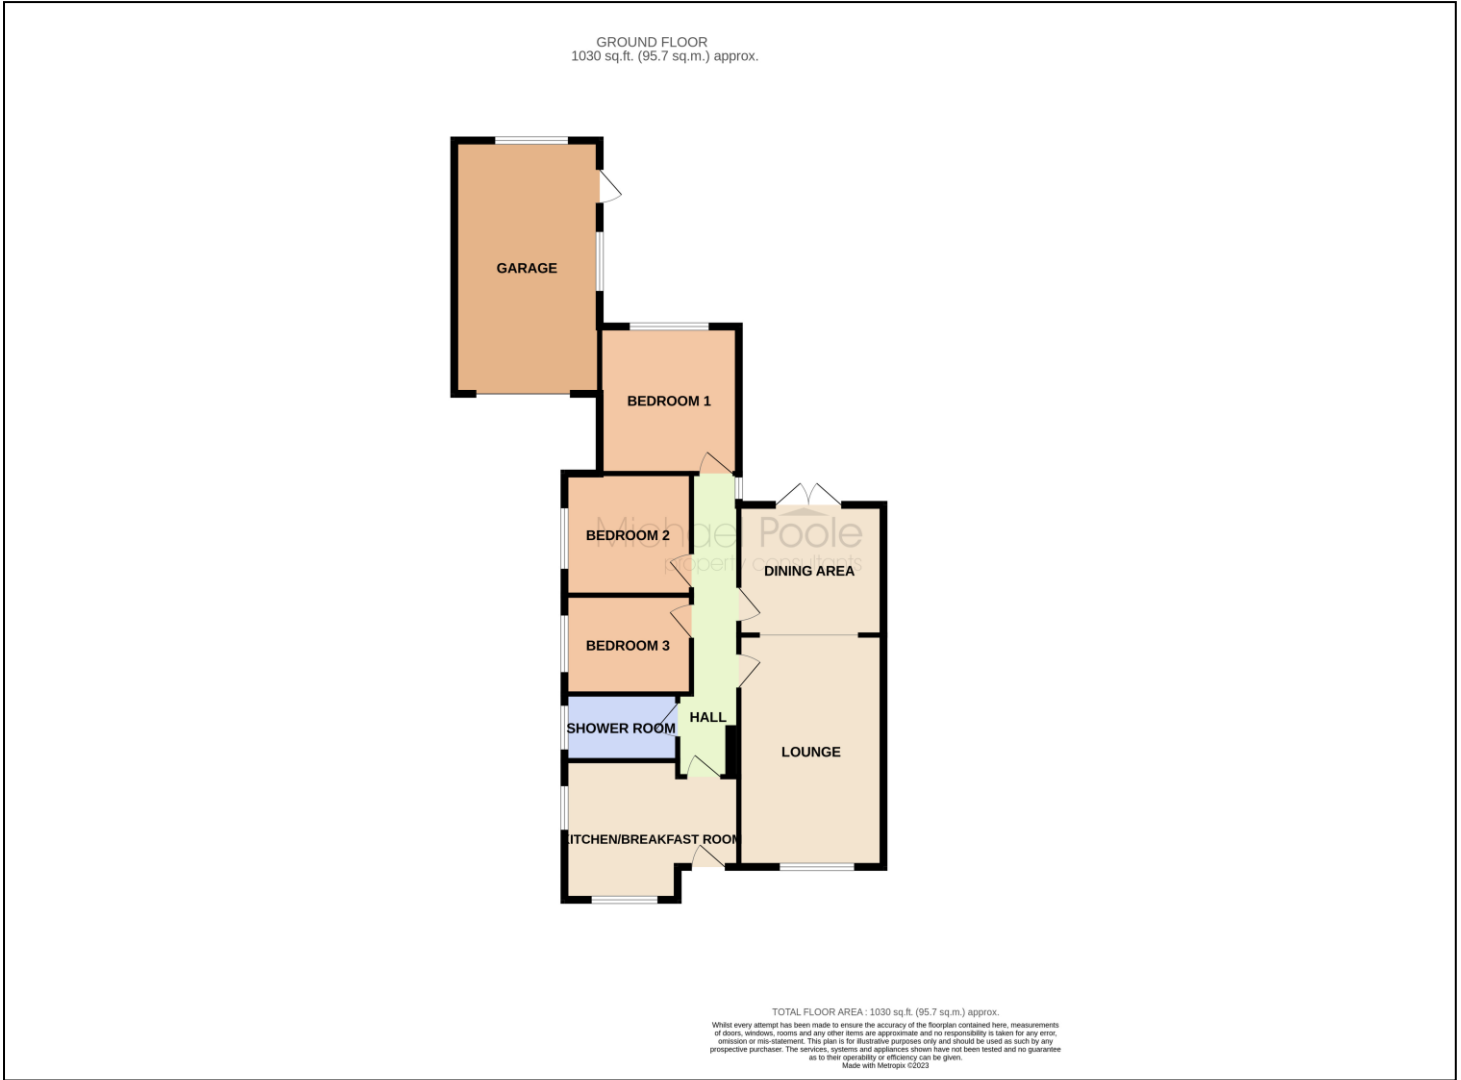 GROUND FLOOR
1030 sq.ft. (95.7 sq.m.) approx.
GARAGE
BEDROOM 1
BEDROOM 2
Michael Poole
property consultants
DINING AREA
BEDROOM 3
HALL
SHOWER ROOM
LOUNGE
KITCHEN/BREAKFAST ROOM
TOTAL FLOOR AREA : 1030 sq.ft. (95.7 sq.m.) approx.
Whilst every attempt has been made to ensure the accuracy of the floorplan contained here, measurements
of doors, windows, rooms and any other items are approximate and no responsibility is taken for any error,
omission or mis-statement. This plan is for illustrative purposes only and should be used as such by any
prospective purchaser. The services, systems and appliances shown have not been tested and no guarantee
as to their operability or efficiency can be given.
Made with Metropix ©2023